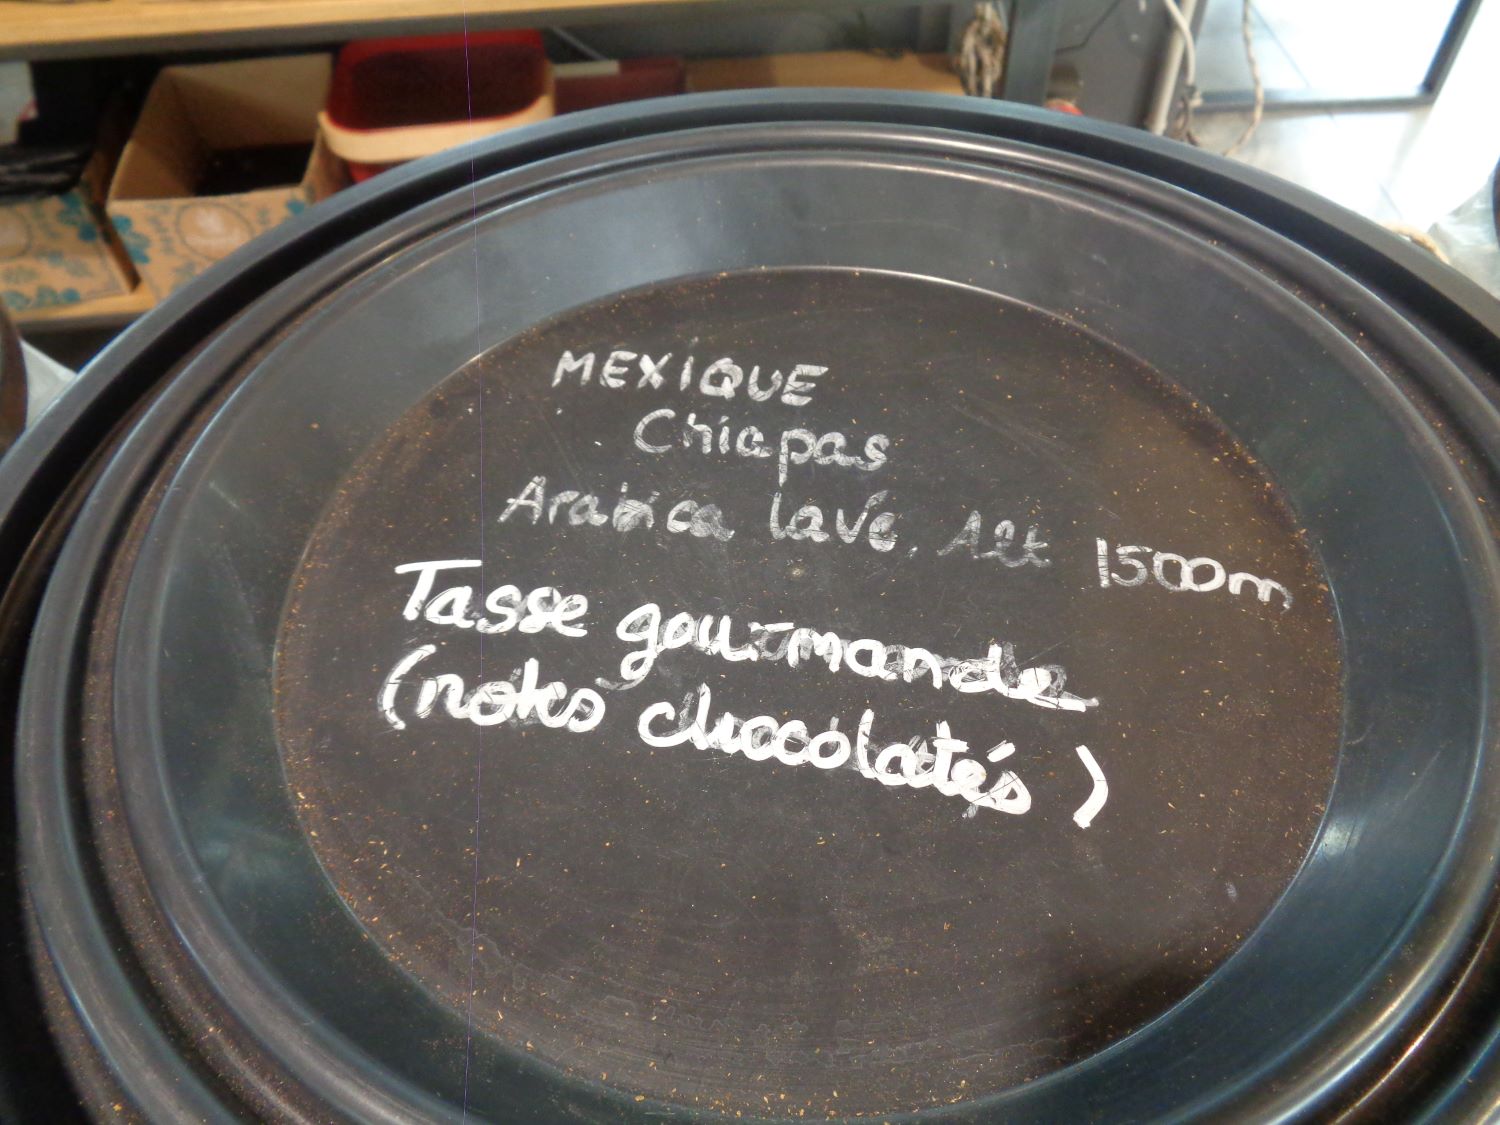 MEXIQUE
Chiapas
Arabica lavé. Alt 1500m
Tasse gourmande
(notes chocolatés)